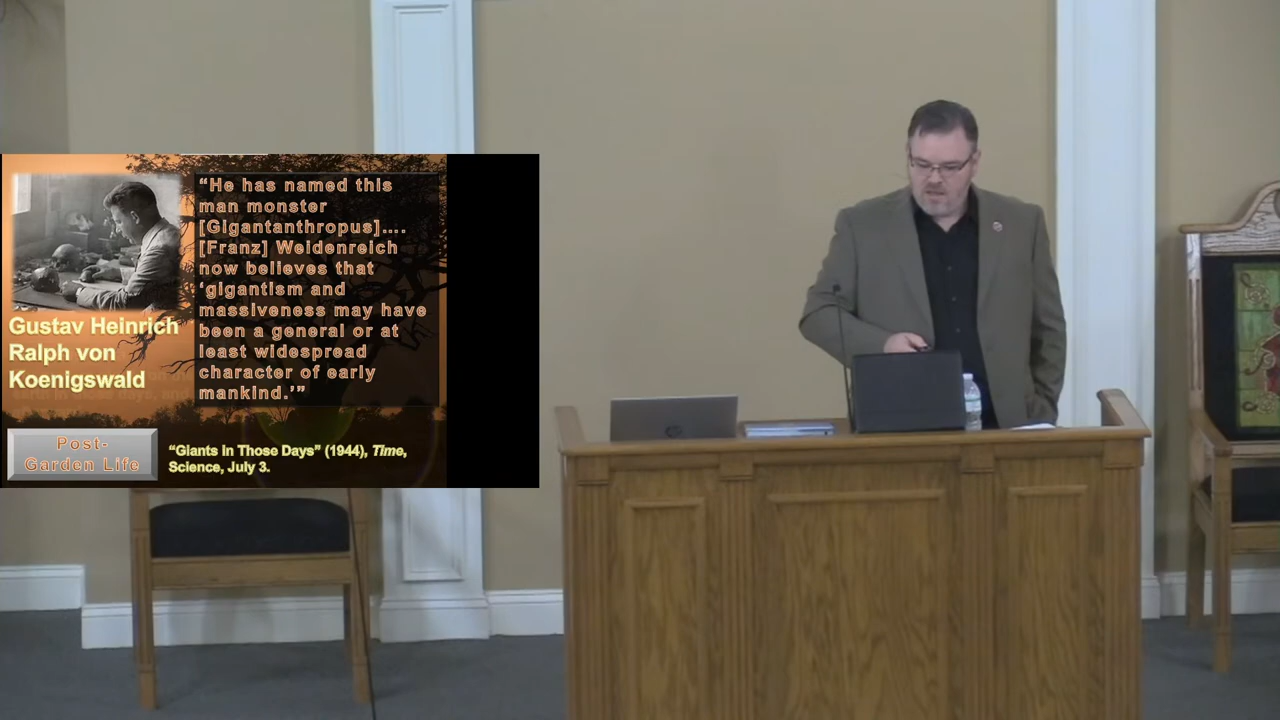 “He has named this
man monster
[Gigantanthropus]….
[Franz] Weidenreich
now believes that
‘gigantism and
massiveness may have
been a general or at
least widespread
character of early
mankind.’”
Gustav Heinrich
Ralph von
Koenigswald
Post-
Garden Life
“Giants in Those Days” (1944), Time,
Science, July 3.